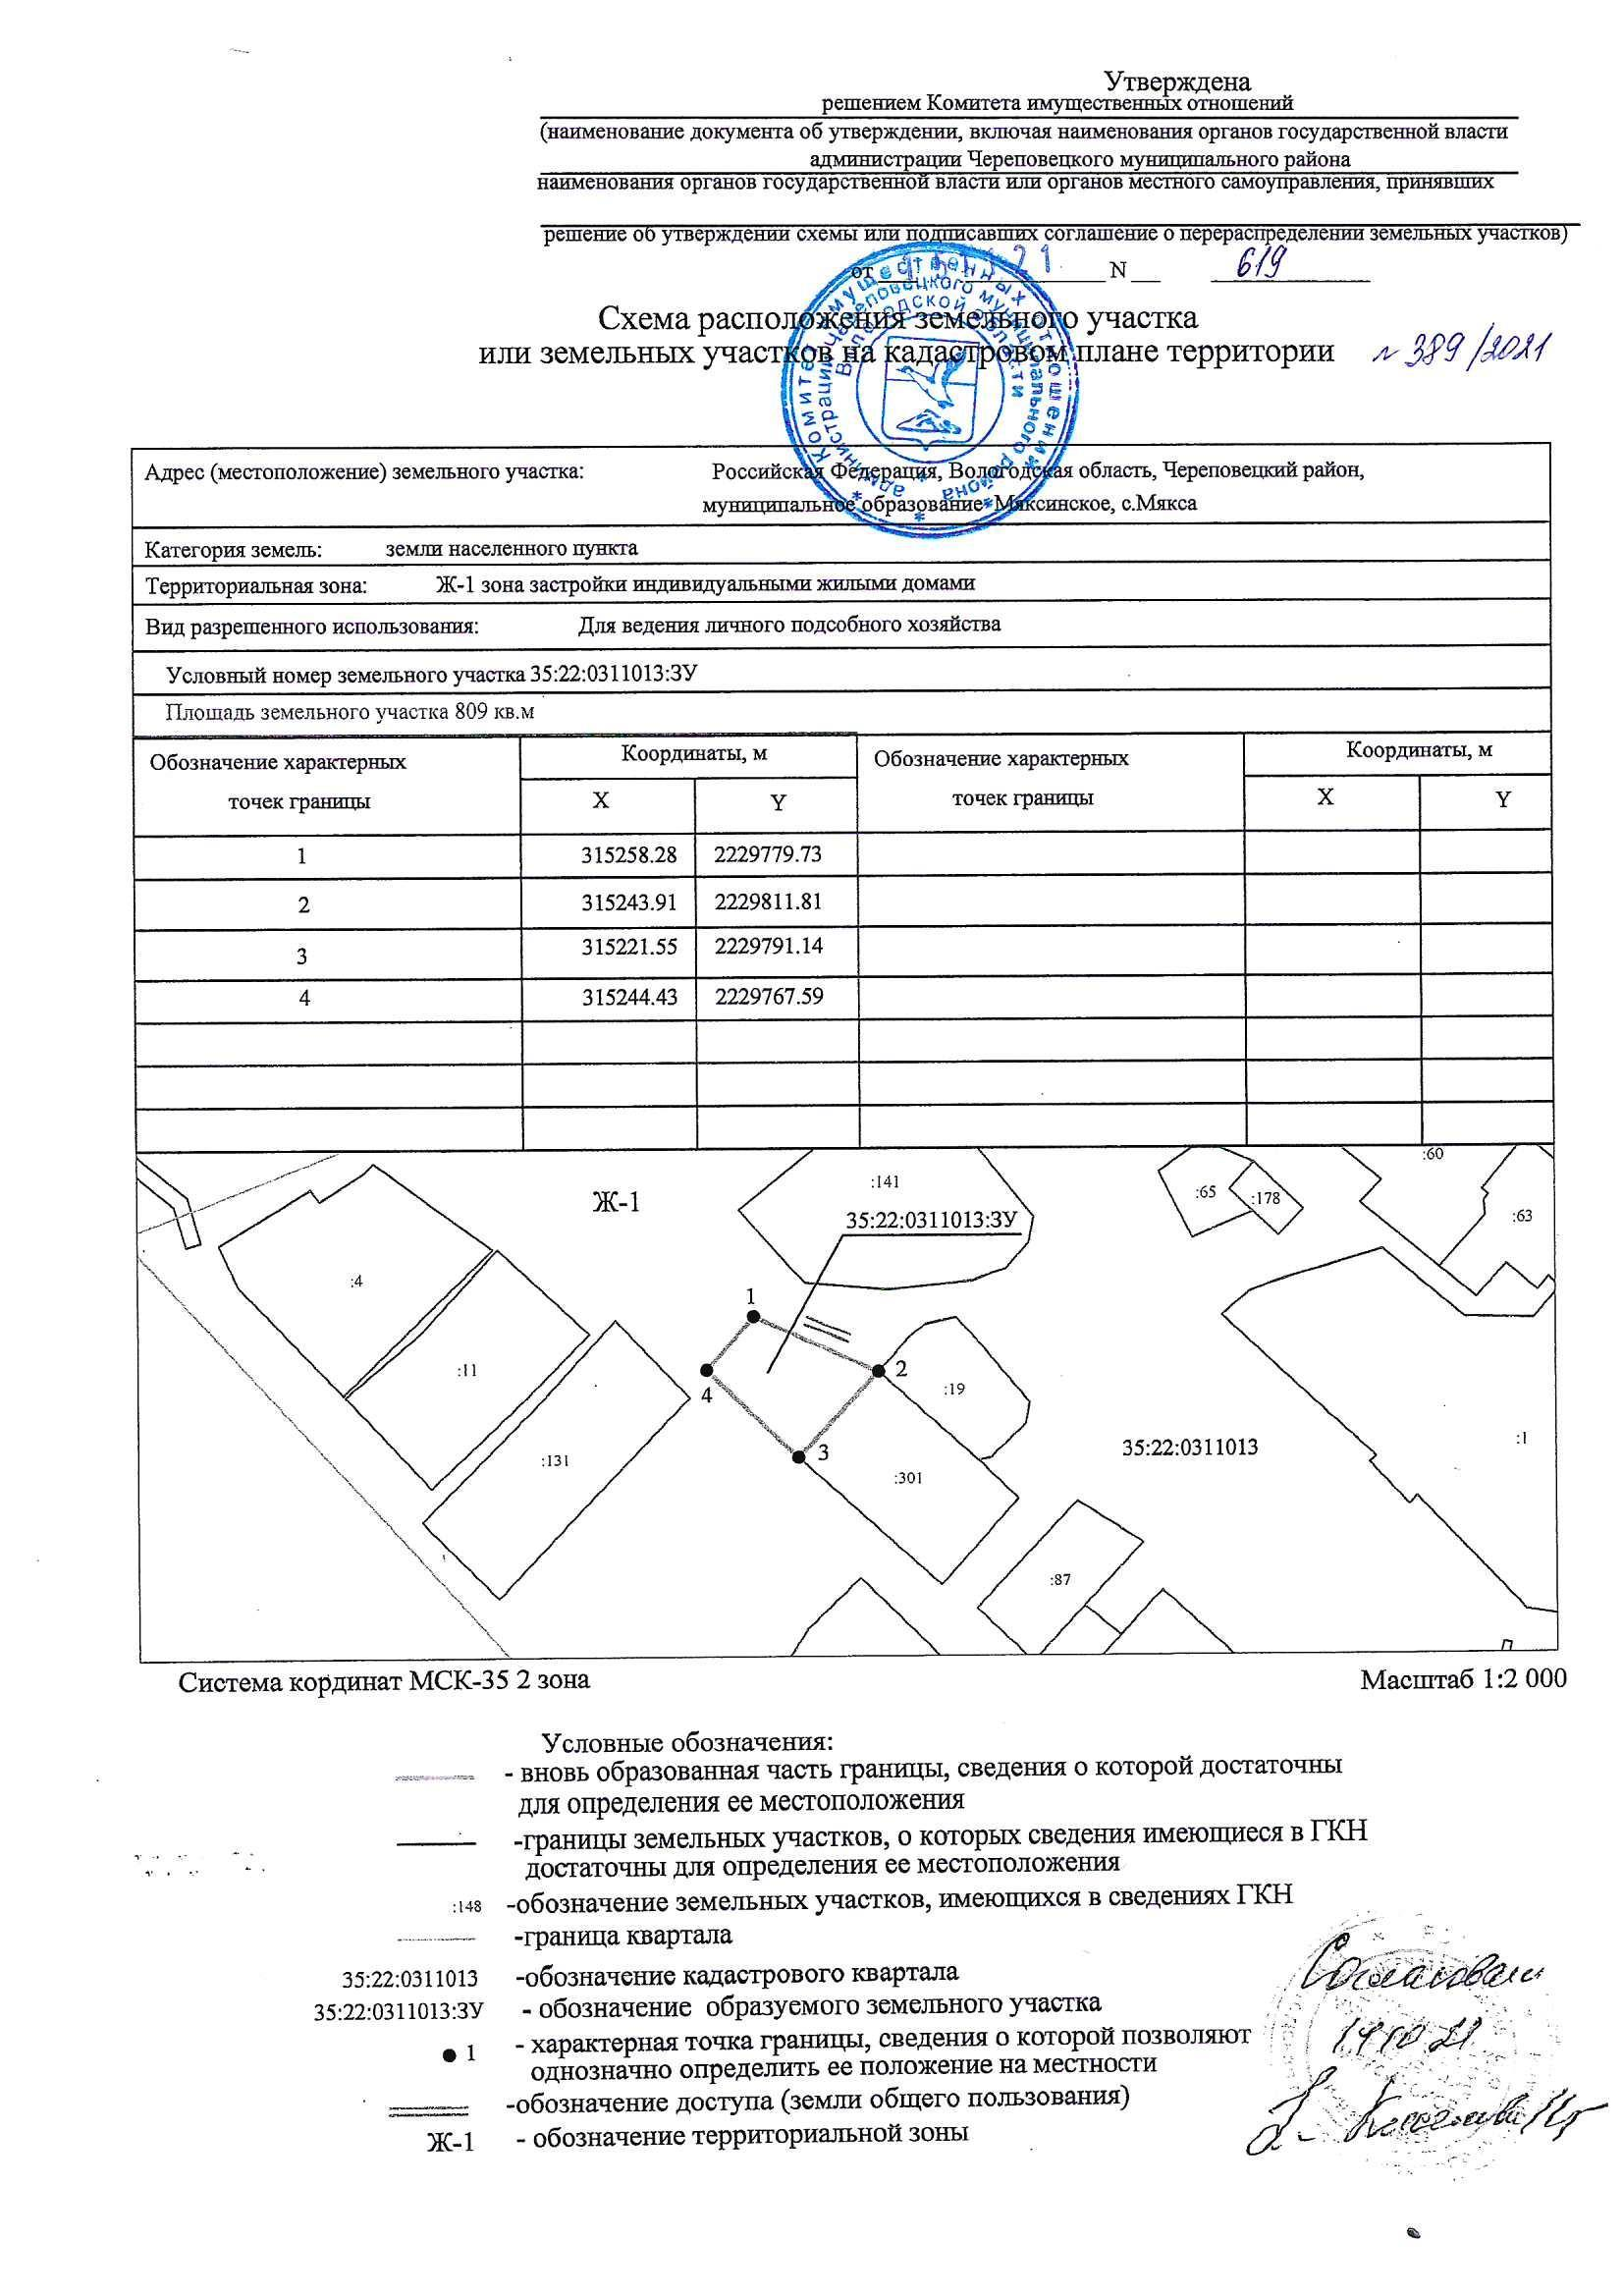 Утверждена
решением Комитета имущественных отношений
(наименование документа об утверждении, включая наименования органов государственной власти
администрации Череповецкого муниципального района
наименования органов государственной власти или органов местного самоуправления, принявших
решение об утверждении схемы или подписавших соглашение о перераспределении земельных участков)
от N 619
Схема расположения земельного участка
или земельных участков на кадастровом плане территории № 389/2021
Комитет имущественных отношений
администрации Череповецкого муниципального района
Вологодской области
Адрес (местоположение) земельного участка: Российская Федерация, Вологодская область, Череповецкий район,
муниципальное образование Мяксинское, с.Мякса
Категория земель: земли населенного пункта
Территориальная зона: Ж-1 зона застройки индивидуальными жилыми домами
Вид разрешенного использования: Для ведения личного подсобного хозяйства
Условный номер земельного участка 35:22:0311013:ЗУ
Площадь земельного участка 809 кв.м
Обозначение характерных точек границы Координаты, м Обозначение характерных точек границы Координаты, м
X Y X Y
1 315258.28 2229779.73
2 315243.91 2229811.81
3 315221.55 2229791.14
4 315244.43 2229767.59
:60
:141
Ж-1
:65
:178
35:22:0311013:ЗУ
:63
:4
1
:11
2
4
:19
:1
35:22:0311013
3
:131
:301
:87
Система кординат МСК-35 2 зона Масштаб 1:2 000
Условные обозначения:
- вновь образованная часть границы, сведения о которой достаточны
для определения ее местоположения
-границы земельных участков, о которых сведения имеющиеся в ГКН
достаточны для определения ее местоположения
:148 -обозначение земельных участков, имеющихся в сведениях ГКН
-граница квартала
35:22:0311013 -обозначение кадастрового квартала
35:22:0311013:ЗУ - обозначение образуемого земельного участка
1 - характерная точка границы, сведения о которой позволяют
однозначно определить ее положение на местности
-обозначение доступа (земли общего пользования)
Ж-1 - обозначение территориальной зоны
Согласован